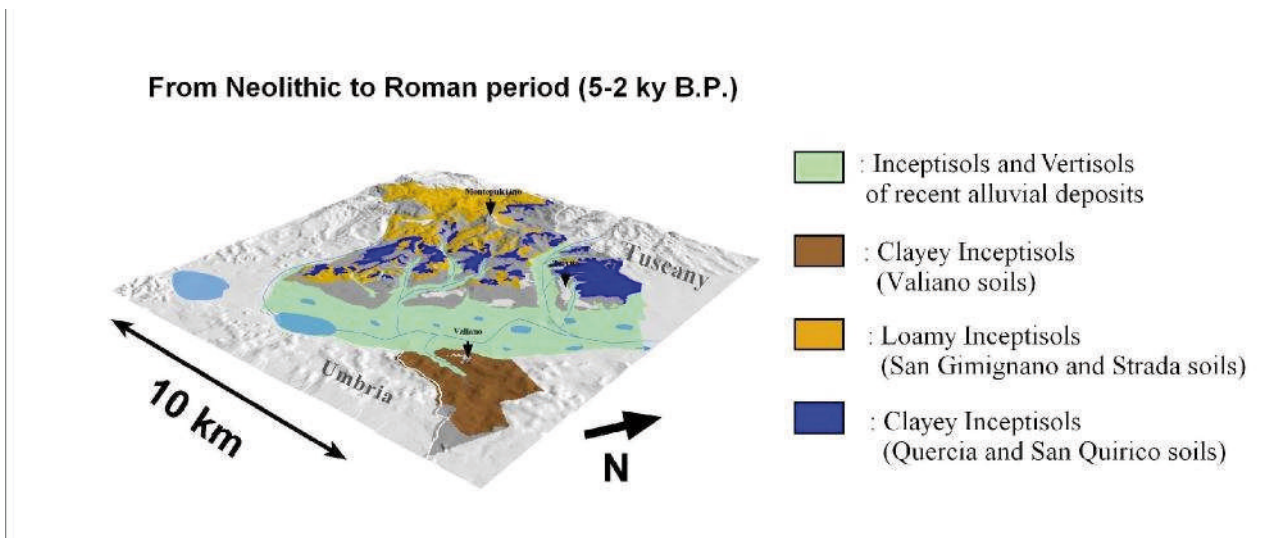 From Neolithic to Roman period (5-2 ky B.P.)
: Inceptisols and Vertisols
of recent alluvial deposits
: Clayey Inceptisols
(Valiano soils)
: Loamy Inceptisols
(San Gimignano and Strada soils)
: Clayey Inceptisols
(Quercia and San Quirico soils)
Montepulciano
Tuscany
Valiano
Umbria
10 km
N